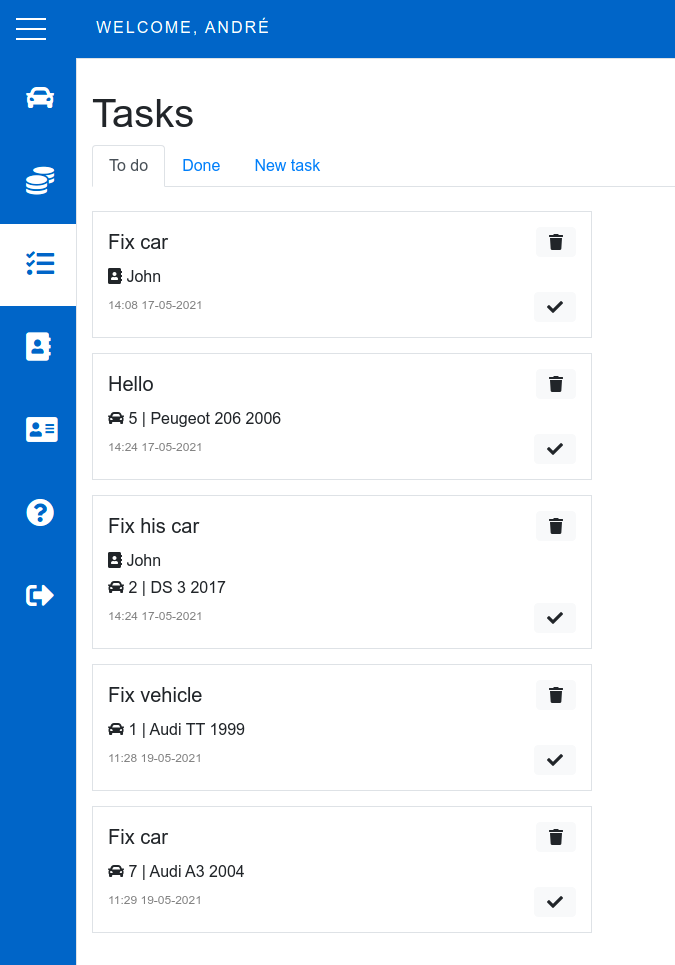 WELCOME, ANDRÉ
Tasks
To do Done New task
Fix car
John
14:08 17-05-2021
Hello
5 | Peugeot 206 2006
14:24 17-05-2021
Fix his car
John
2 | DS 3 2017
14:24 17-05-2021
Fix vehicle
1 | Audi TT 1999
11:28 19-05-2021
Fix car
7 | Audi A3 2004
11:29 19-05-2021